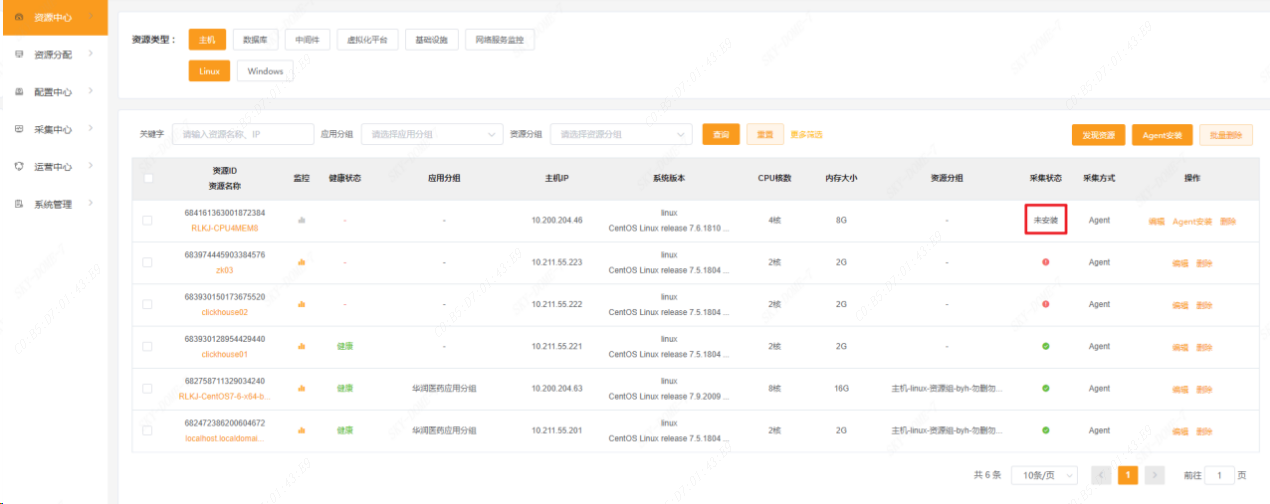 资源中心
资源分配
配置中心
采集中心
运营中心
系统管理
资源类型： 主机 数据库 中间件 虚拟化平台 基础设施 网络服务监控
Linux Windows
关键字 请输入资源名称、IP 应用分组 请选择应用分组 资源分组 请选择资源分组 查询 重置 更多筛选 发现资源 Agent安装 批量删除
资源ID
资源名称 监控 健康状态 应用分组 主机IP 系统版本 CPU核数 内存大小 资源分组 采集状态 采集方式 操作
684161363001872384 linux
RLKJ-CPU4MEM8 - - 10.200.204.46 CentOS Linux release 7.6.1810 ... 4核 8G - 未安装 Agent 编辑 Agent安装 删除
683974445903384576 linux
zk03 - - 10.211.55.223 CentOS Linux release 7.5.1804 ... 2核 2G - Agent 编辑 删除
683930150173675520 linux
clickhouse02 - - 10.211.55.222 CentOS Linux release 7.5.1804 ... 2核 2G - Agent 编辑 删除
683930128954429440 linux
clickhouse01 健康 - 10.211.55.221 CentOS Linux release 7.5.1804 ... 2核 2G - Agent 编辑 删除
682758711329034240 linux
RLKJ-CentOS7-6-x64-b... 健康 华润医药应用分组 10.200.204.63 CentOS Linux release 7.9.2009 ... 8核 16G 主机-linux-资源组-byh-勿删勿... Agent 编辑 删除
682472386200604672 linux
localhost.localdomai... 健康 华润医药应用分组 10.211.55.201 CentOS Linux release 7.5.1804 ... 2核 2G 主机-linux-资源组-byh-勿删勿... Agent 编辑 删除
共 6 条 10条/页 1 前往 1 页